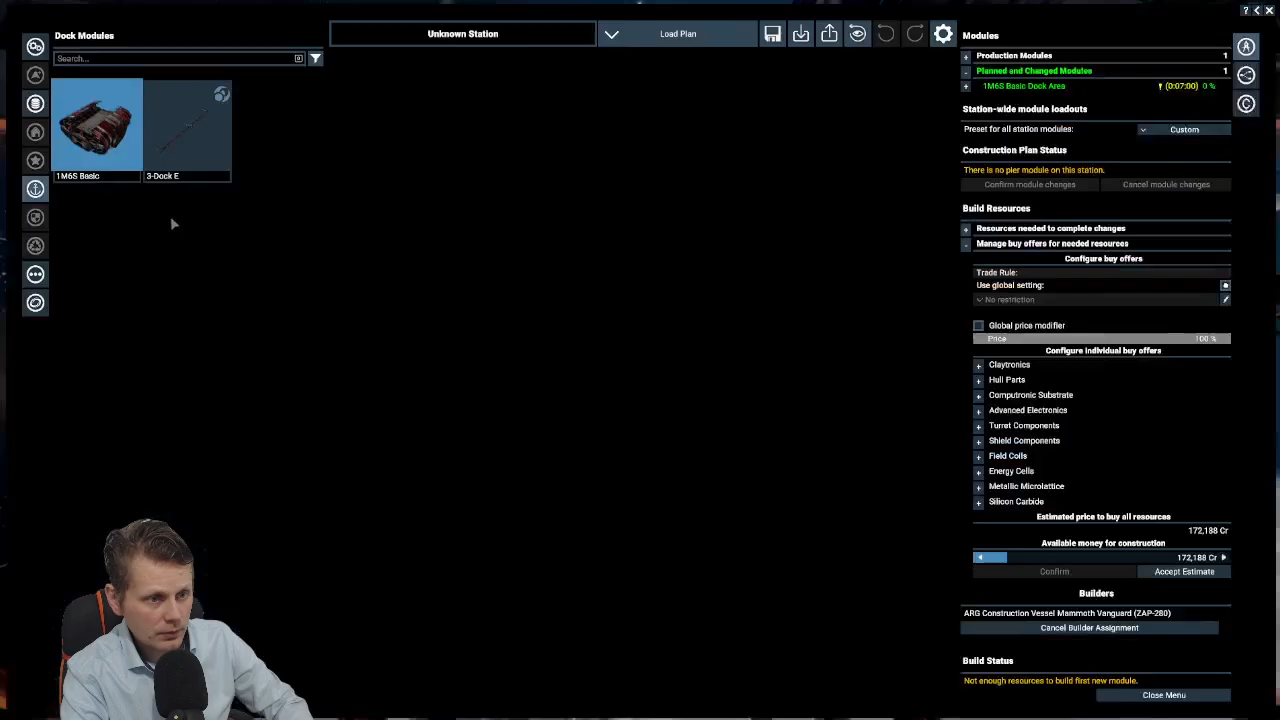 Dock Modules
Search...
1M6S Basic
3-Dock E
Unknown Station
Load Plan
?
Modules
Production Modules 1
Planned and Changed Modules 1
1M6S Basic Dock Area (0:07:00) 0 %
Station-wide module loadouts
Preset for all station modules: Custom
Construction Plan Status
There is no pier module on this station.
Confirm module changes Cancel module changes
Build Resources
Resources needed to complete changes
Manage buy offers for needed resources
Configure buy offers
Trade Rule:
Use global setting:
No restriction
Global price modifier
Price 100 %
Configure individual buy offers
Claytronics
Hull Parts
Computronic Substrate
Advanced Electronics
Turret Components
Shield Components
Field Coils
Energy Cells
Metallic Microlattice
Silicon Carbide
Estimated price to buy all resources
172,188 Cr
Available money for construction
172,188 Cr
Confirm Accept Estimate
Builders
ARG Construction Vessel Mammoth Vanguard (ZAP-280)
Cancel Builder Assignment
Build Status
Not enough resources to build first new module.
Close Menu